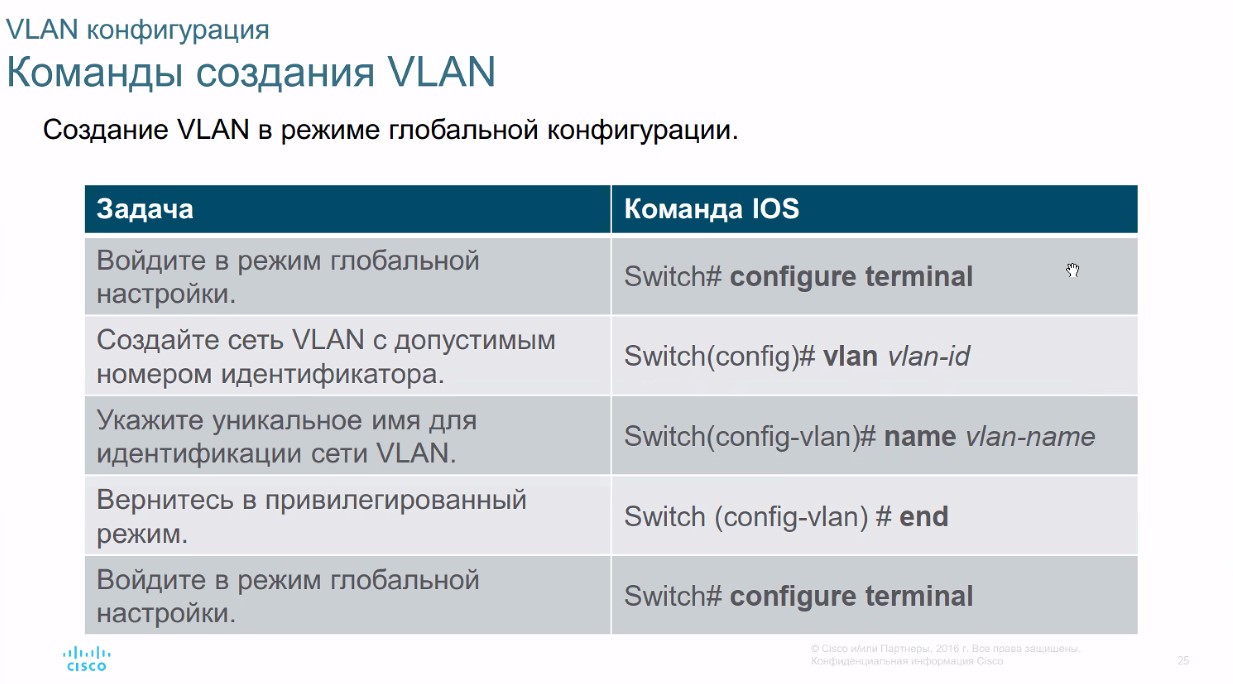 VLAN конфигурация
Команды создания VLAN
Создание VLAN в режиме глобальной конфигурации.
Задача
Команда IOS
Войдите в режим глобальной
настройки.
Switch# configure terminal
Создайте сеть VLAN с допустимым
номером идентификатора.
Switch(config)# vlan vlan-id
Укажите уникальное имя для
идентификации сети VLAN.
Switch(config-vlan)# name vlan-name
Вернитесь в привилегированный
режим.
Switch (config-vlan) # end
Войдите в режим глобальной
настройки.
Switch# configure terminal
CISCO
© Cisco и/или Партнеры, 2016 г. Все права защищены.
Конфиденциальная информация Cisco
25